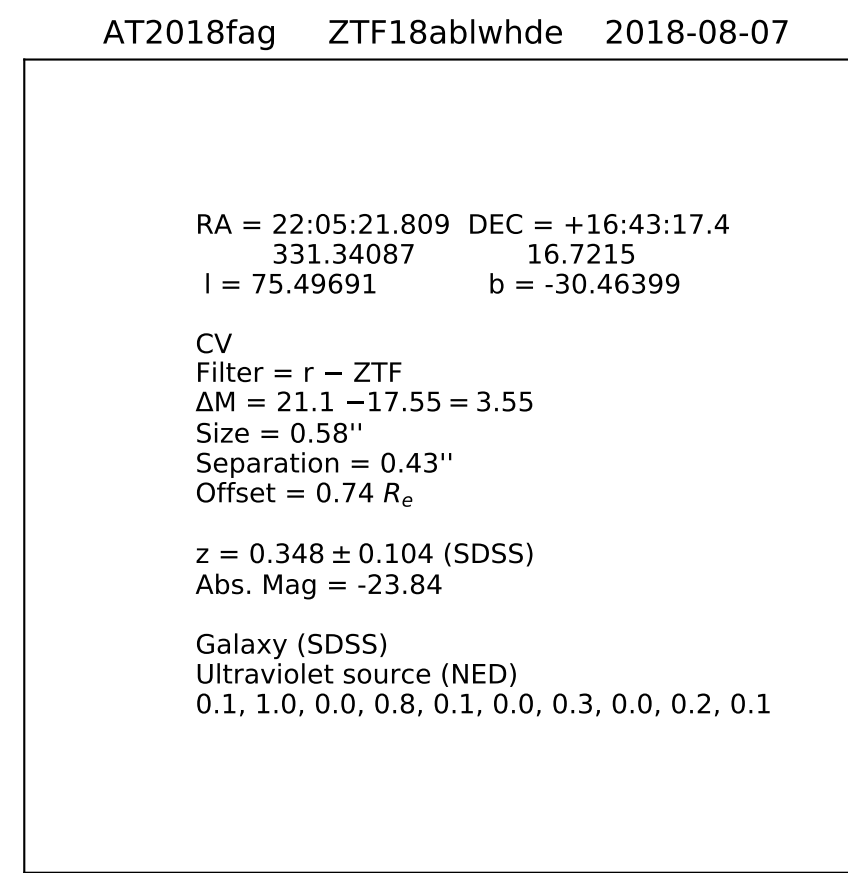 AT2018fag ZTF18ablwhde 2018-08-07
RA = 22:05:21.809 DEC = +16:43:17.4
331.34087 16.7215
l = 75.49691 b = -30.46399
CV
Filter = r − ZTF
ΔM = 21.1 −17.55 = 3.55
Size = 0.58''
Separation = 0.43''
Offset = 0.74 Rₑ
z = 0.348 ± 0.104 (SDSS)
Abs. Mag = -23.84
Galaxy (SDSS)
Ultraviolet source (NED)
0.1, 1.0, 0.0, 0.8, 0.1, 0.0, 0.3, 0.0, 0.2, 0.1